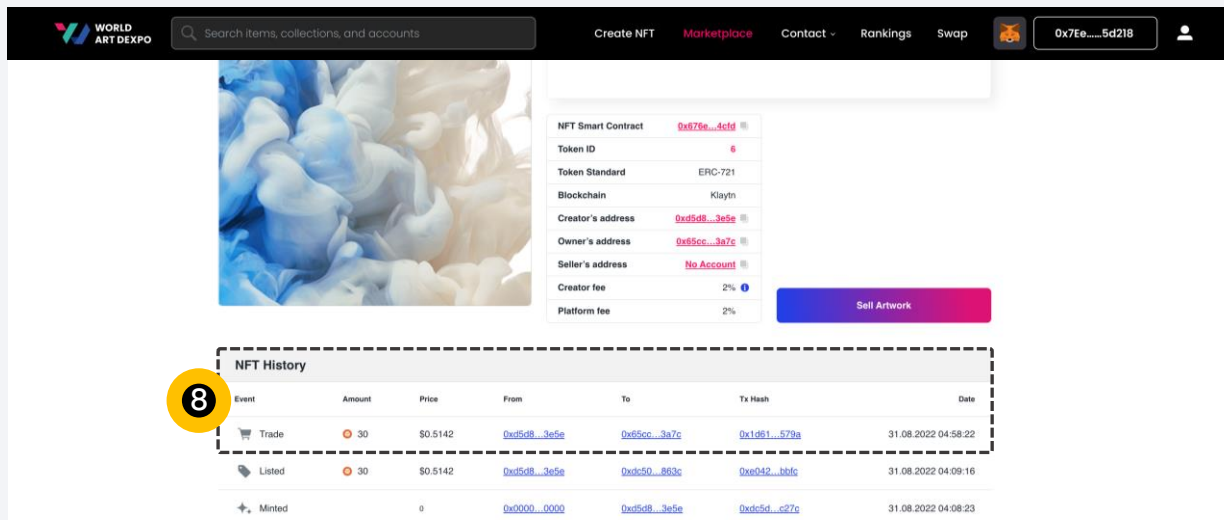 WORLD
ART DEXPO
Search items, collections, and accounts
Create NFT Marketplace Contact Rankings Swap 0x7Ee......5d218
NFT Smart Contract 0x676e...4cfd
Token ID 6
Token Standard ERC-721
Blockchain Klaytn
Creator's address 0xd5d8...3e5e
Owner's address 0x65cc...3a7c
Seller's address No Account
Creator fee 2%
Platform fee 2%
Sell Artwork
NFT History
8
Event Amount Price From To Tx Hash Date
Trade 30 $0.5142 0xd5d8...3e5e 0x65cc...3a7c 0x1d61...579a 31.08.2022 04:58:22
Listed 30 $0.5142 0xd5d8...3e5e 0xdc50...863c 0xe042...bbfc 31.08.2022 04:09:16
Minted 0 0x0000...0000 0xd5d8...3e5e 0xdc5d...c27c 31.08.2022 04:08:23